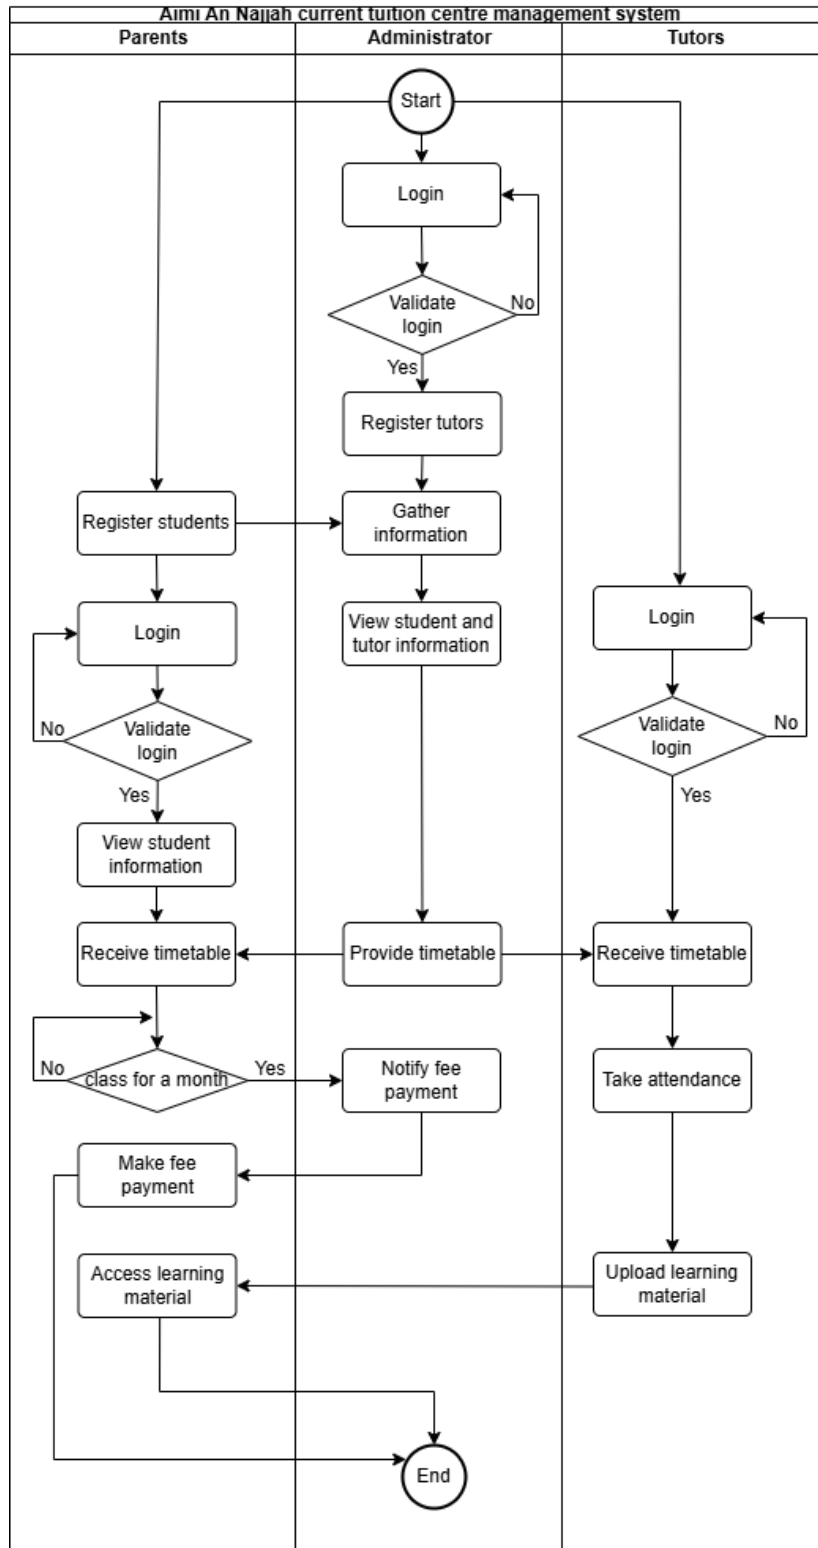 Aimi An Najjah current tuition centre management system
Parents
Administrator
Tutors
Start
Login
Validate
login
No
Yes
Register tutors
Register students
Gather
information
Login
View student and
tutor information
Login
No
Validate
login
Validate
login
No
Yes
Yes
View student
information
Receive timetable
Provide timetable
Receive timetable
No
class for a month
Yes
Notify fee
payment
Take attendance
Make fee
payment
Access learning
material
Upload learning
material
End